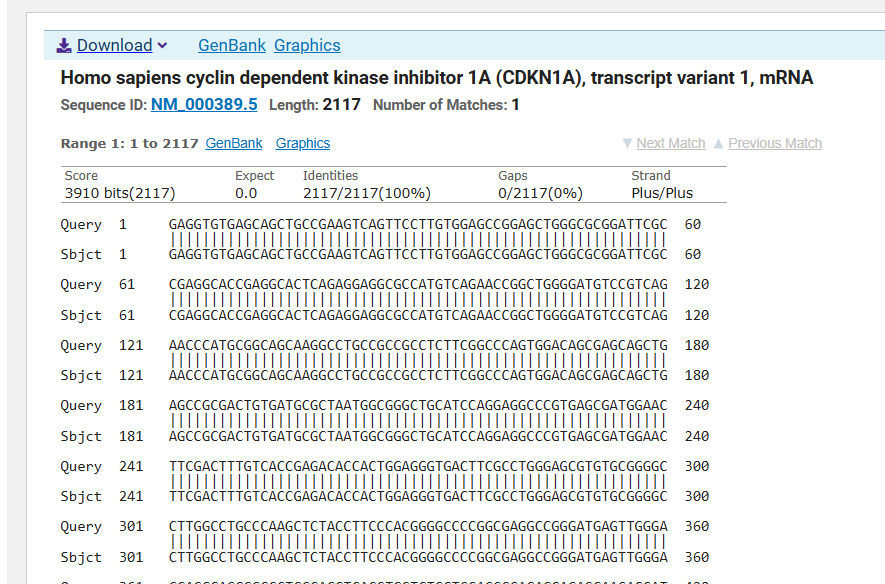 Download GenBank Graphics
Homo sapiens cyclin dependent kinase inhibitor 1A (CDKN1A), transcript variant 1, mRNA
Sequence ID: NM_000389.5 Length: 2117 Number of Matches: 1
Range 1: 1 to 2117 GenBank Graphics ▼ Next Match ▲ Previous Match
Score Expect Identities Gaps Strand
3910 bits(2117) 0.0 2117/2117(100%) 0/2117(0%) Plus/Plus
Query 1 GAGGTGTGAGCAGCTGCCGAAGTCAGTTCCTTGTGGAGCCGGAGCTGGGCGCGGATTCGC 60
Sbjct 1 GAGGTGTGAGCAGCTGCCGAAGTCAGTTCCTTGTGGAGCCGGAGCTGGGCGCGGATTCGC 60
Query 61 CGAGGCACCGAGGCACTCAGAGGAGGCGCCATGTCAGAACCGGCTGGGGATGTCCGTCAG 120
Sbjct 61 CGAGGCACCGAGGCACTCAGAGGAGGCGCCATGTCAGAACCGGCTGGGGATGTCCGTCAG 120
Query 121 AACCCATGCGGCAGCAAGGCCTGCCGCCGCCTCTTCGGCCCAGTGGACAGCGAGCAGCTG 180
Sbjct 121 AACCCATGCGGCAGCAAGGCCTGCCGCCGCCTCTTCGGCCCAGTGGACAGCGAGCAGCTG 180
Query 181 AGCCGCGACTGTGATGCGCTAATGGCGGGCTGCATCCAGGAGGCCCGTGAGCGATGGAAC 240
Sbjct 181 AGCCGCGACTGTGATGCGCTAATGGCGGGCTGCATCCAGGAGGCCCGTGAGCGATGGAAC 240
Query 241 TTCGACTTTGTCACCGAGACACCACTGGAGGGTGACTTCGCCTGGGAGCGTGTGCGGGGC 300
Sbjct 241 TTCGACTTTGTCACCGAGACACCACTGGAGGGTGACTTCGCCTGGGAGCGTGTGCGGGGC 300
Query 301 CTTGGCCTGCCCAAGCTCTACCTTCCCACGGGGCCCCGGCGAGGCCGGGATGAGTTGGGA 360
Sbjct 301 CTTGGCCTGCCCAAGCTCTACCTTCCCACGGGGCCCCGGCGAGGCCGGGATGAGTTGGGA 360